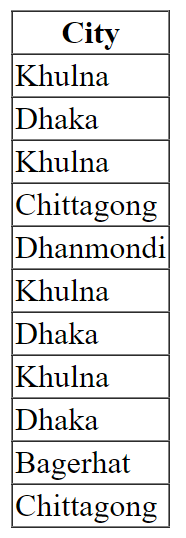 City
Khulna
Dhaka
Khulna
Chittagong
Dhanmondi
Khulna
Dhaka
Khulna
Dhaka
Bagerhat
Chittagong